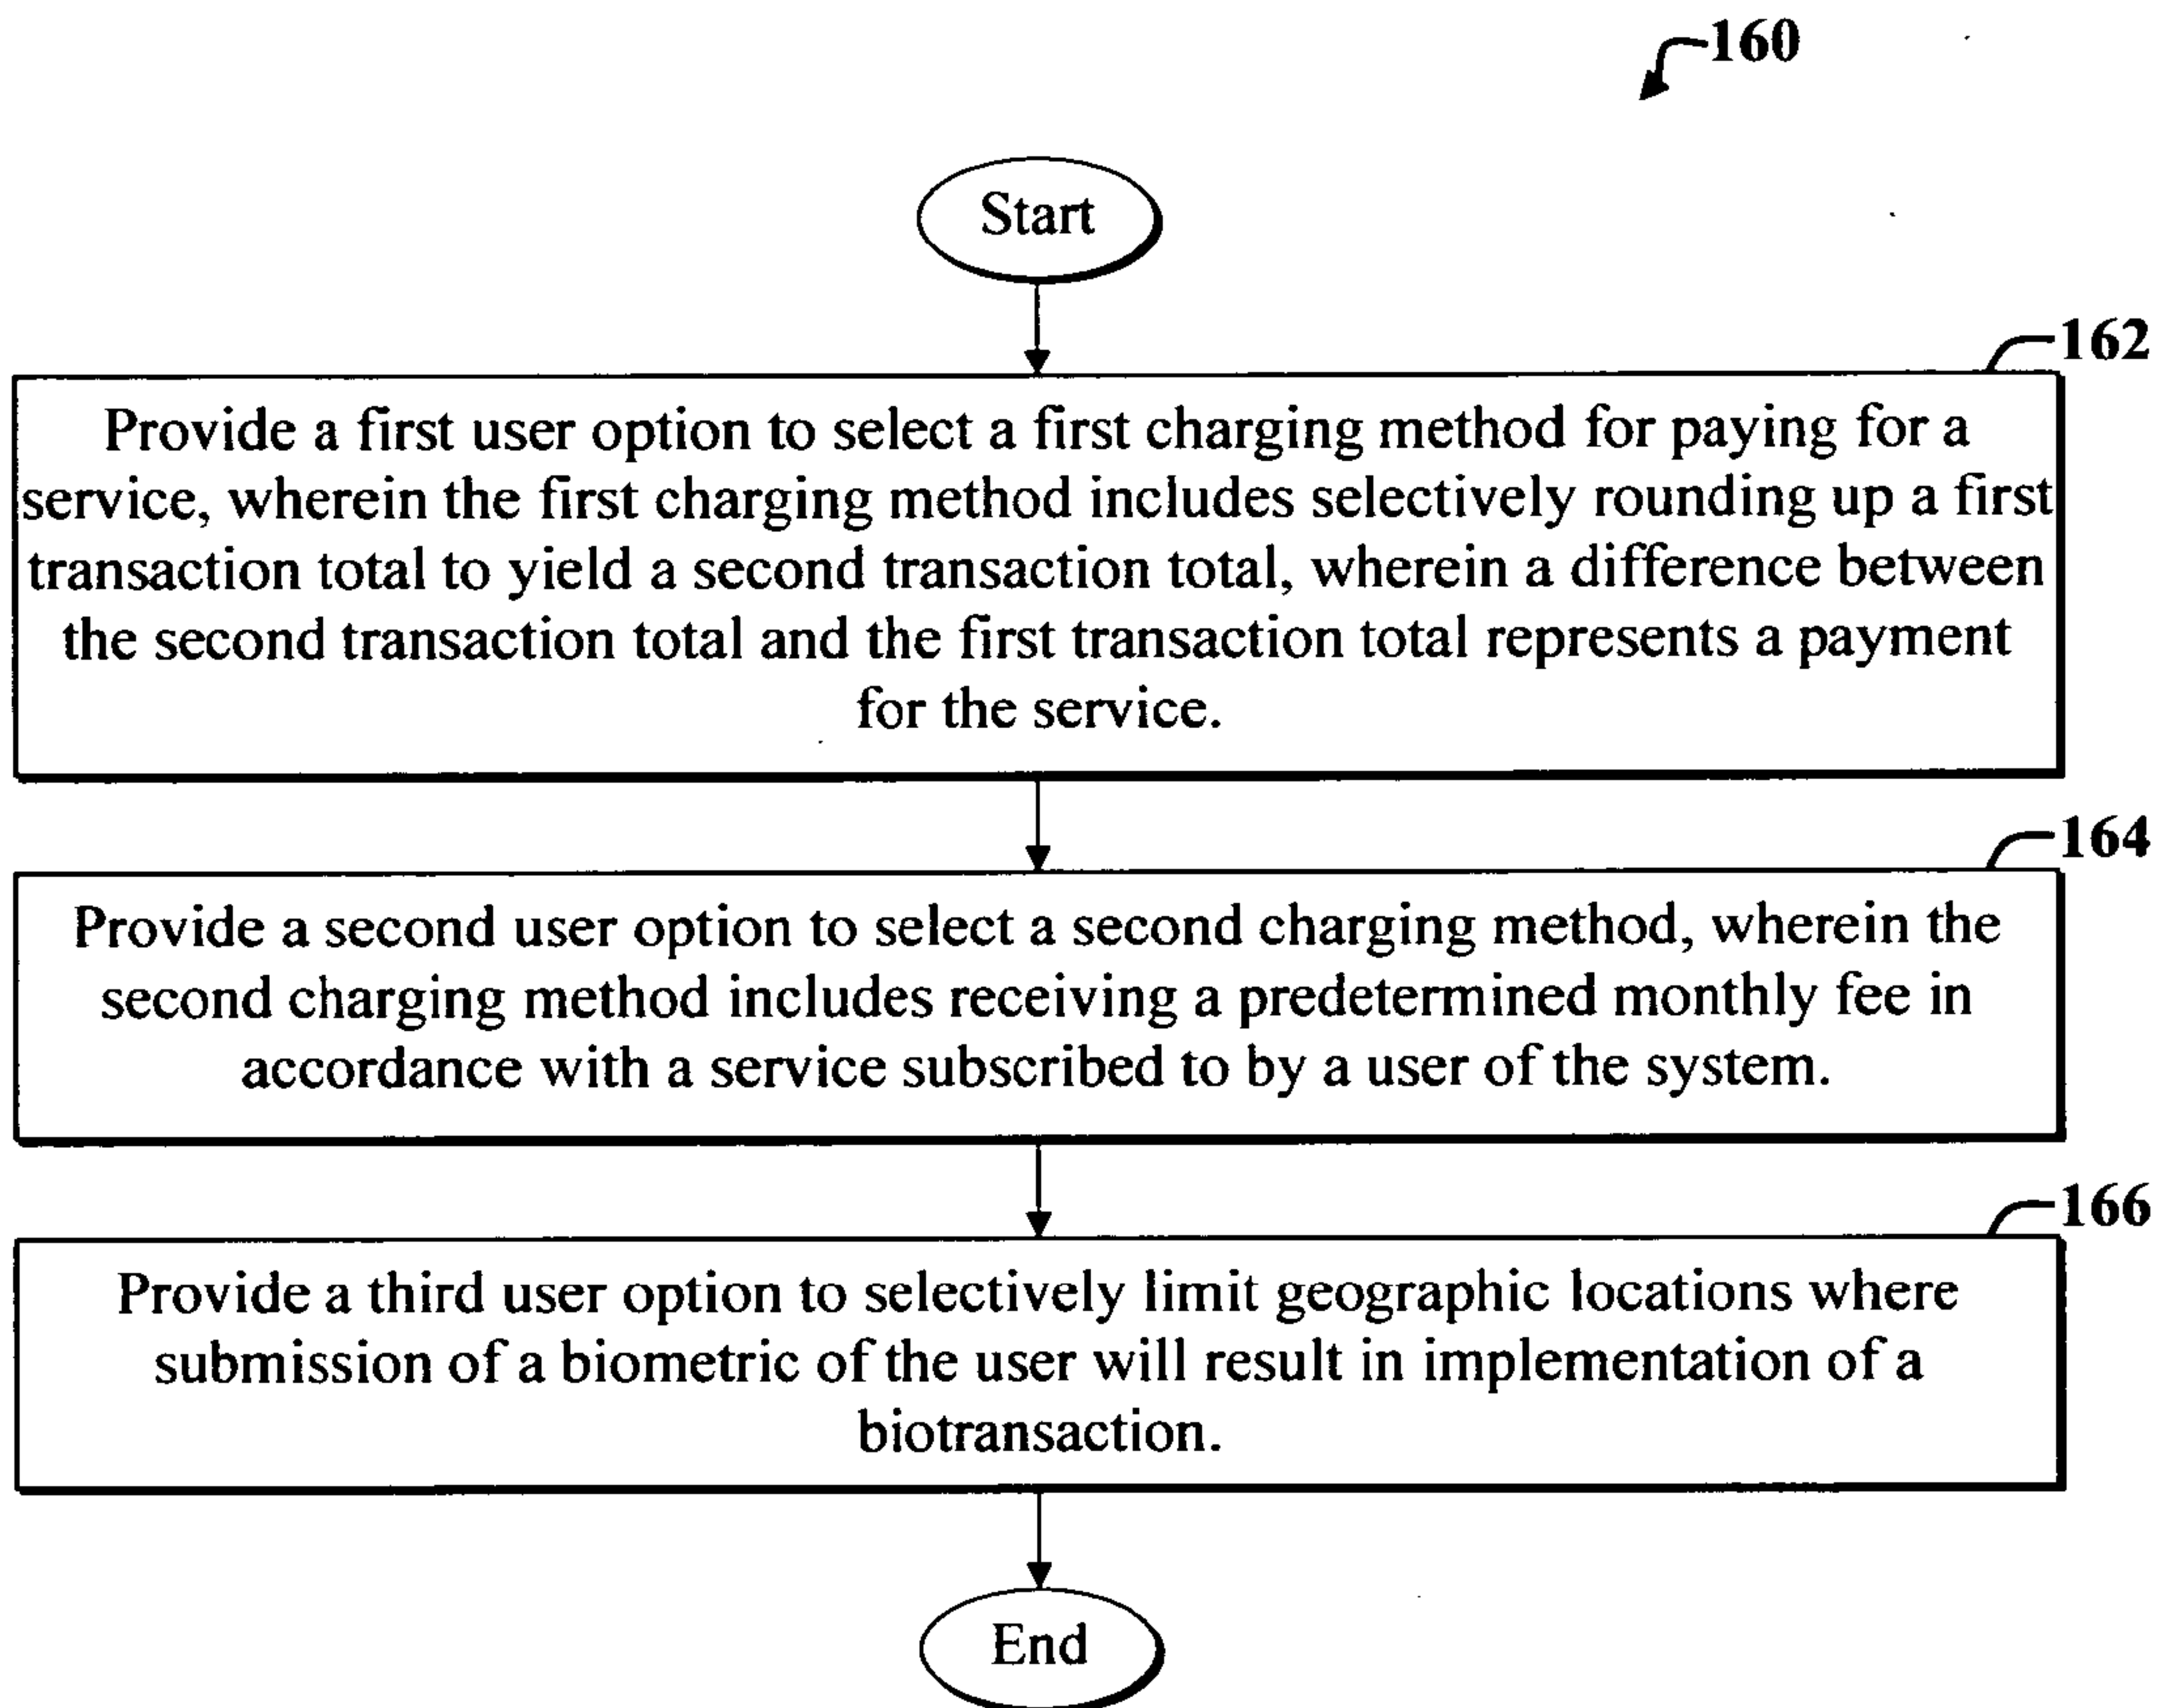 160
Start
162
Provide a first user option to select a first charging method for paying for a
service, wherein the first charging method includes selectively rounding up a first
transaction total to yield a second transaction total, wherein a difference between
the second transaction total and the first transaction total represents a payment
for the service.
164
Provide a second user option to select a second charging method, wherein the
second charging method includes receiving a predetermined monthly fee in
accordance with a service subscribed to by a user of the system.
166
Provide a third user option to selectively limit geographic locations where
submission of a biometric of the user will result in implementation of a
biotransaction.
End